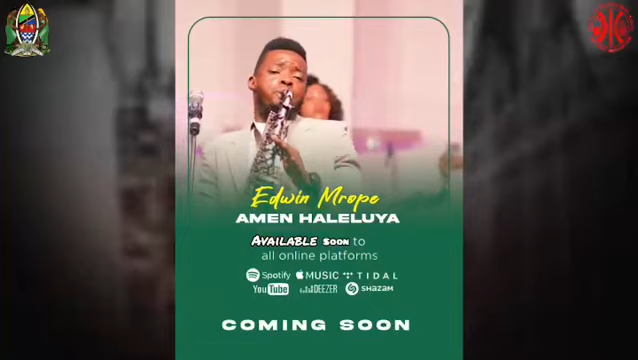 Edwin Mrope
AMEN HALELUYA
AVAILABLE SOON to
all online platforms
Spotify MUSIC TIDAL
YouTube DEEZER SHAZAM
COMING SOON